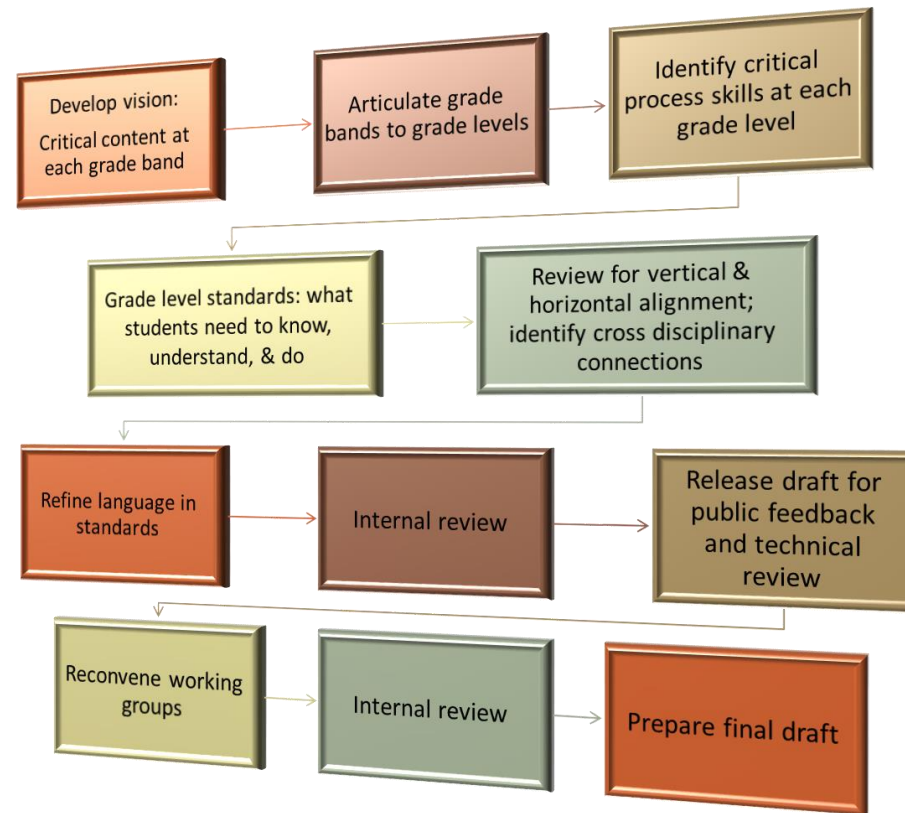 Develop vision:
Critical content at
each grade band
Articulate grade
bands to grade levels
Identify critical
process skills at each
grade level
Grade level standards: what
students need to know,
understand, & do
Review for vertical &
horizontal alignment;
identify cross disciplinary
connections
Refine language in
standards
Internal review
Release draft for
public feedback
and technical
review
Reconvene working
groups
Internal review
Prepare final draft